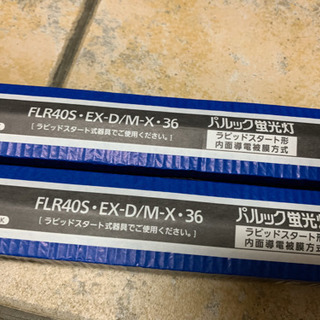 FLR40S・EX-D/M-X・36
[ラピッドスタート式器具でご使用ください。]
パルック蛍光灯
ラピッドスタート形
内面導電被膜方式
FLR40S・EX-D/M-X・36
[ラピッドスタート式器具でご使用ください。]
パルック蛍光灯
ラピッドスタート形
内面導電被膜方式